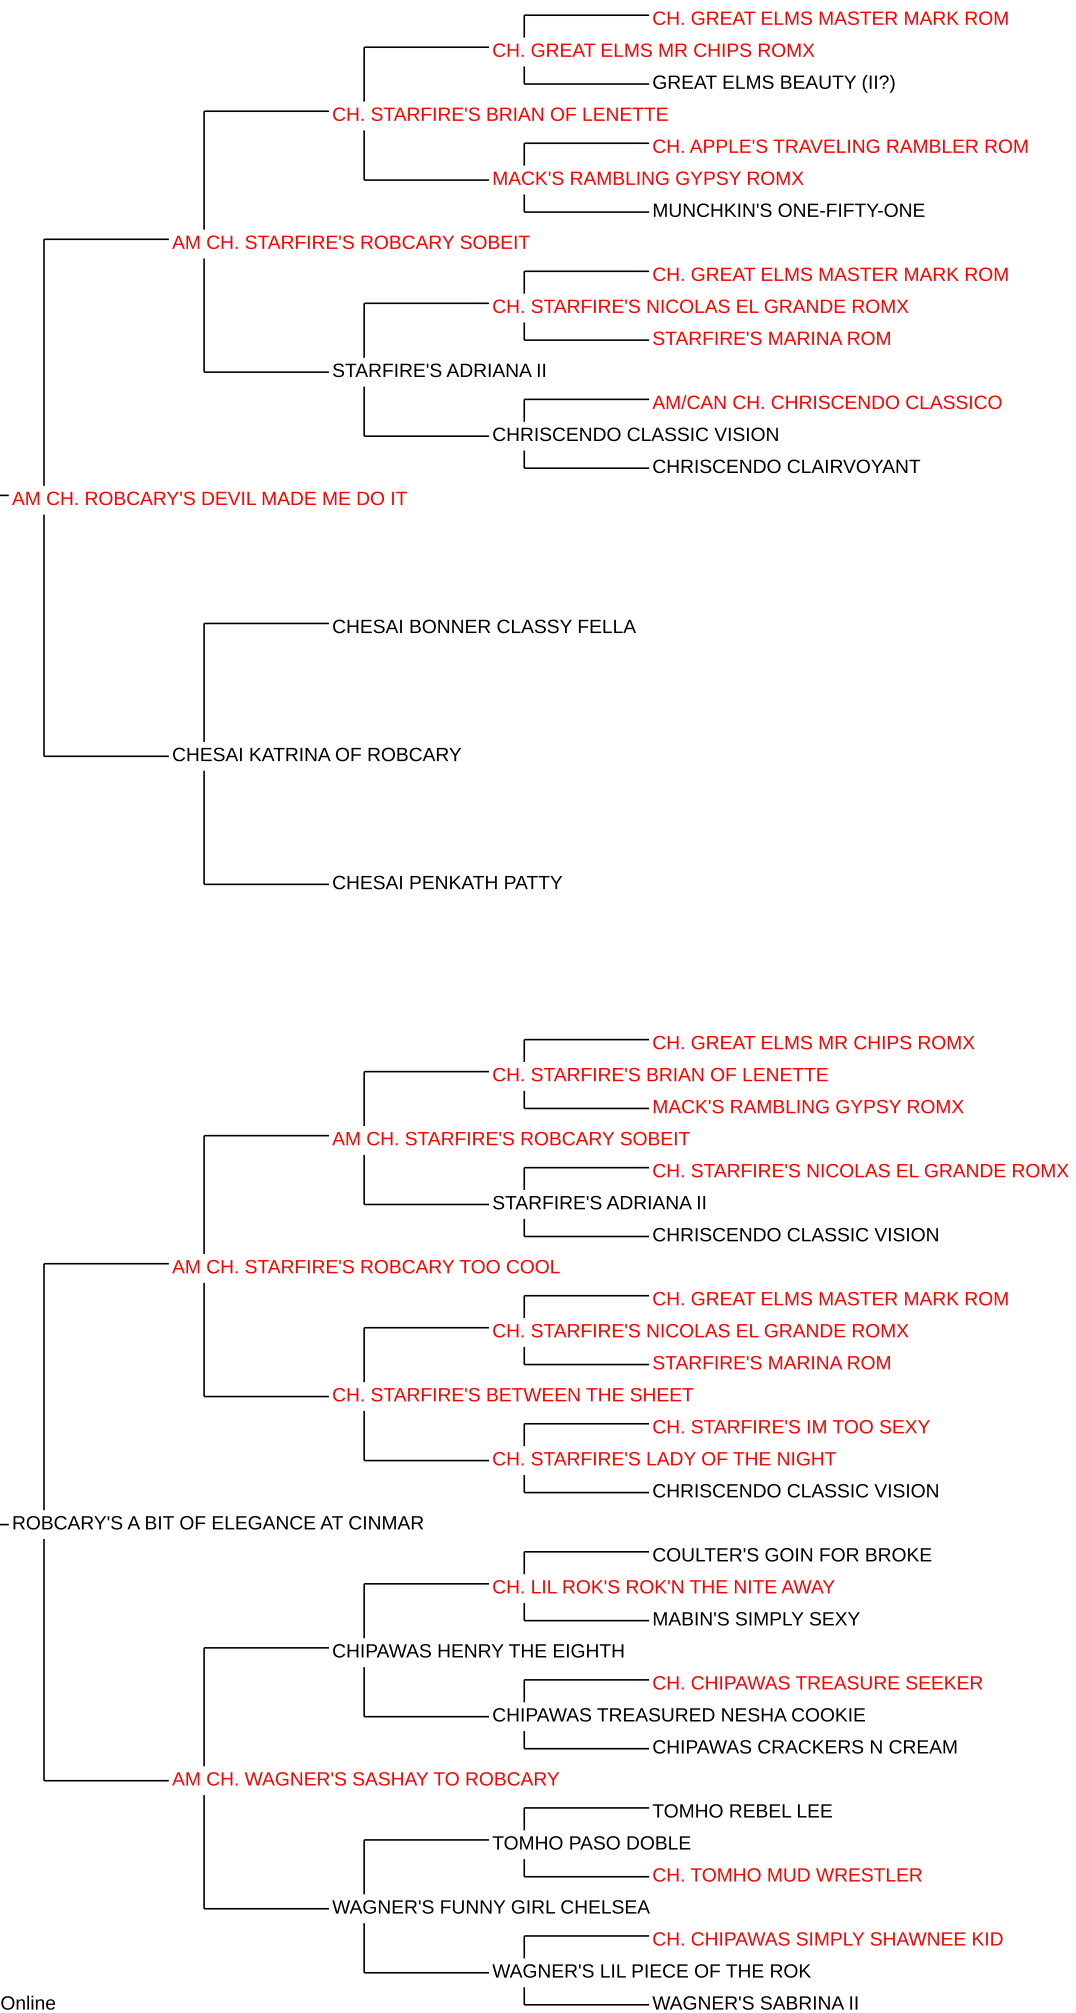 CH. GREAT ELMS MASTER MARK ROM
CH. GREAT ELMS MR CHIPS ROMX
GREAT ELMS BEAUTY (II?)
CH. STARFIRE'S BRIAN OF LENETTE
CH. APPLE'S TRAVELING RAMBLER ROM
MACK'S RAMBLING GYPSY ROMX
MUNCHKIN'S ONE-FIFTY-ONE
AM CH. STARFIRE'S ROBCARY SOBEIT
CH. GREAT ELMS MASTER MARK ROM
CH. STARFIRE'S NICOLAS EL GRANDE ROMX
STARFIRE'S MARINA ROM
STARFIRE'S ADRIANA II
AM/CAN CH. CHRISCENDO CLASSICO
CHRISCENDO CLASSIC VISION
CHRISCENDO CLAIRVOYANT
AM CH. ROBCARY'S DEVIL MADE ME DO IT
CHESAI BONNER CLASSY FELLA
CHESAI KATRINA OF ROBCARY
CHESAI PENKATH PATTY
CH. GREAT ELMS MR CHIPS ROMX
CH. STARFIRE'S BRIAN OF LENETTE
MACK'S RAMBLING GYPSY ROMX
AM CH. STARFIRE'S ROBCARY SOBEIT
CH. STARFIRE'S NICOLAS EL GRANDE ROMX
STARFIRE'S ADRIANA II
CHRISCENDO CLASSIC VISION
AM CH. STARFIRE'S ROBCARY TOO COOL
CH. GREAT ELMS MASTER MARK ROM
CH. STARFIRE'S NICOLAS EL GRANDE ROMX
STARFIRE'S MARINA ROM
CH. STARFIRE'S BETWEEN THE SHEET
CH. STARFIRE'S IM TOO SEXY
CH. STARFIRE'S LADY OF THE NIGHT
CHRISCENDO CLASSIC VISION
ROBCARY'S A BIT OF ELEGANCE AT CINMAR
COULTER'S GOIN FOR BROKE
CH. LIL ROK'S ROK'N THE NITE AWAY
MABIN'S SIMPLY SEXY
CHIPAWAS HENRY THE EIGHTH
CH. CHIPAWAS TREASURE SEEKER
CHIPAWAS TREASURED NESHA COOKIE
CHIPAWAS CRACKERS N CREAM
AM CH. WAGNER'S SASHAY TO ROBCARY
TOMHO REBEL LEE
TOMHO PASO DOBLE
CH. TOMHO MUD WRESTLER
WAGNER'S FUNNY GIRL CHELSEA
CH. CHIPAWAS SIMPLY SHAWNEE KID
WAGNER'S LIL PIECE OF THE ROK
WAGNER'S SABRINA II
Online